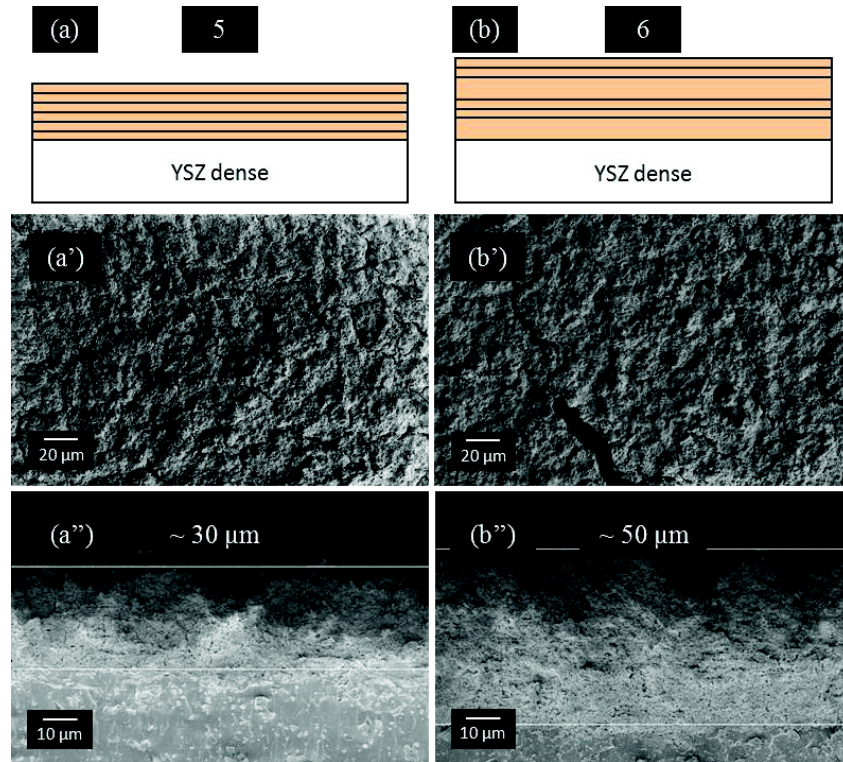 (a)
5
(b)
6
YSZ dense
YSZ dense
(a')
(b')
20 µm
20 µm
(a'')
~ 30 µm
(b'')
~ 50 µm
10 µm
10 µm